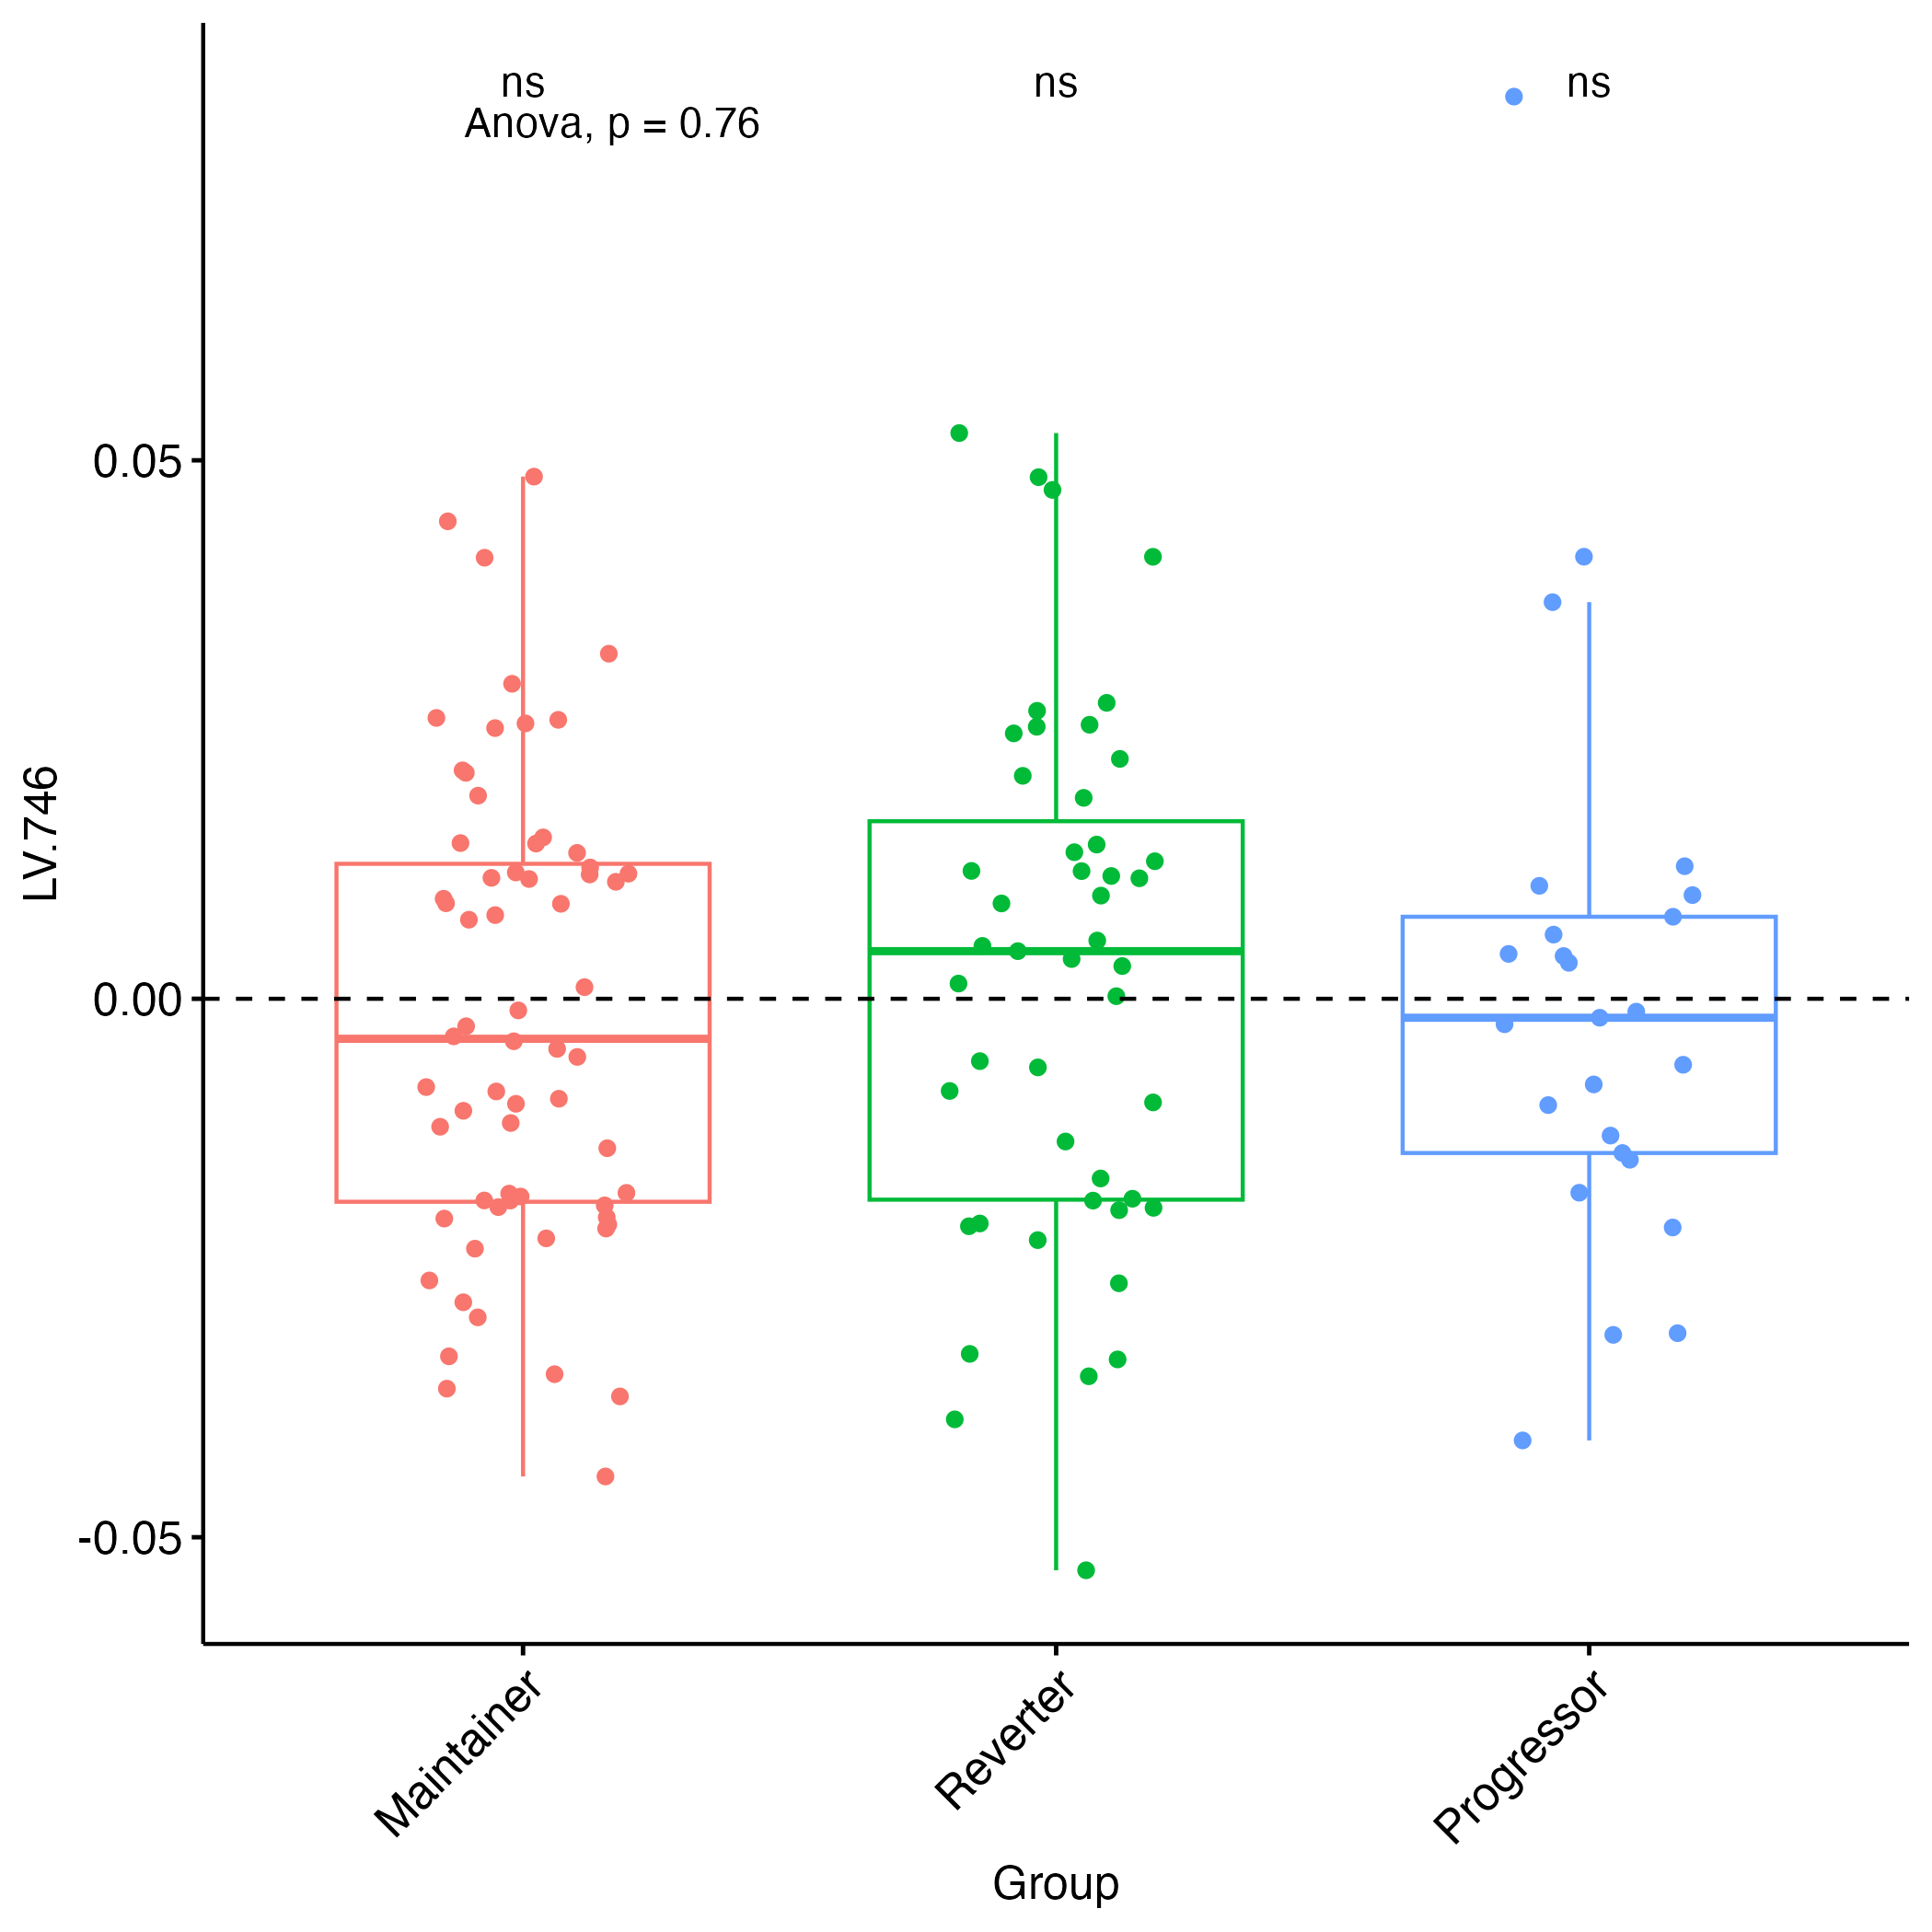 ns ns ns
Anova, p = 0.76
LV.746
0.05
0.00
-0.05
Maintainer
Reverter
Progressor
Group